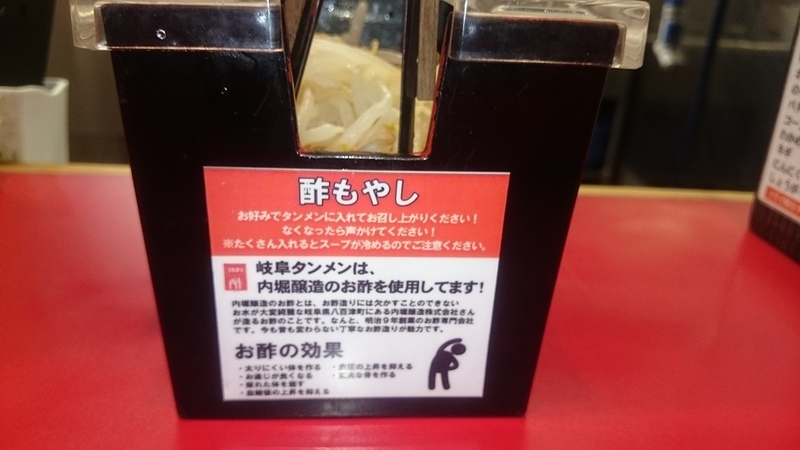 酢もやし
お好みでタンメンに入れてお召し上がりください！
なくなったら声かけてください！
※たくさん入れるとスープが冷めるのでご注意ください。
岐阜タンメンは、
内堀醸造のお酢を使用してます!
内堀醸造のお酢とは、お酢造りには欠かすことのできない
お水が大変綺麗な岐阜県八百津町にある内堀醸造株式会社さん
が造るお酢のことです。なんと、明治９年創業のお酢専門会社
です。今も昔も変わらない丁寧なお酢造りが魅力です。
お酢の効果
・太りにくい体を作る
・お通じが良くなる
・疲れた体を癒す
・血糖値の上昇を抑える
・血圧の上昇を抑える
・丈夫な骨を作る